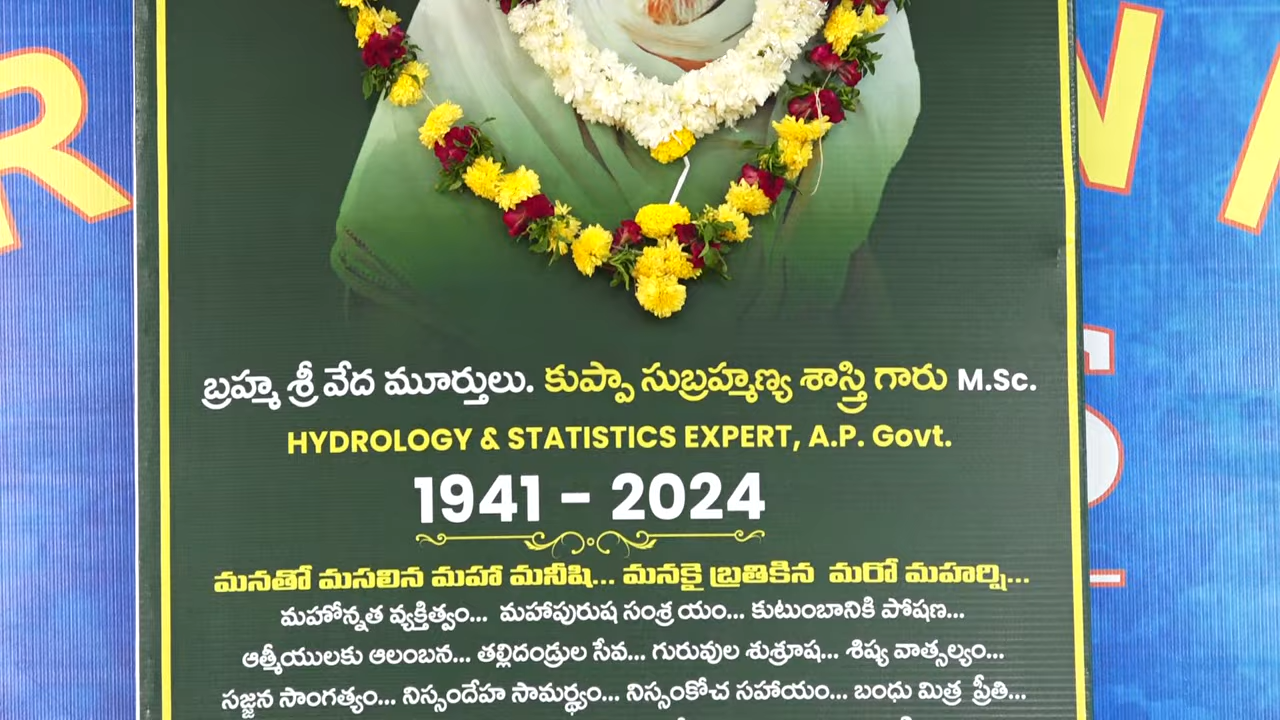 బ్రహ్మ శ్రీ వేద మూర్తులు. కుప్పా సుబ్రహ్మణ్య శాస్త్రి గారు M.Sc.
HYDROLOGY & STATISTICS EXPERT, A.P. Govt.
1941 - 2024
మనతో మసలిన మహా మనీషి... మనకై బ్రతికిన మరో మహర్షి...
మహోన్నత వ్యక్తిత్వం... మహాపురుష సంశ్ర యం... కుటుంబానికి పోషణ...
ఆత్మీయులకు ఆలంబన... తల్లిదండ్రుల సేవ... గురువుల శుశ్రూష... శిష్య వాత్సల్యం...
సజ్జన సాంగత్యం... నిస్సందేహ సామర్థ్యం... నిస్సంకోచ సహాయం... బంధు మిత్ర ప్రీతి...